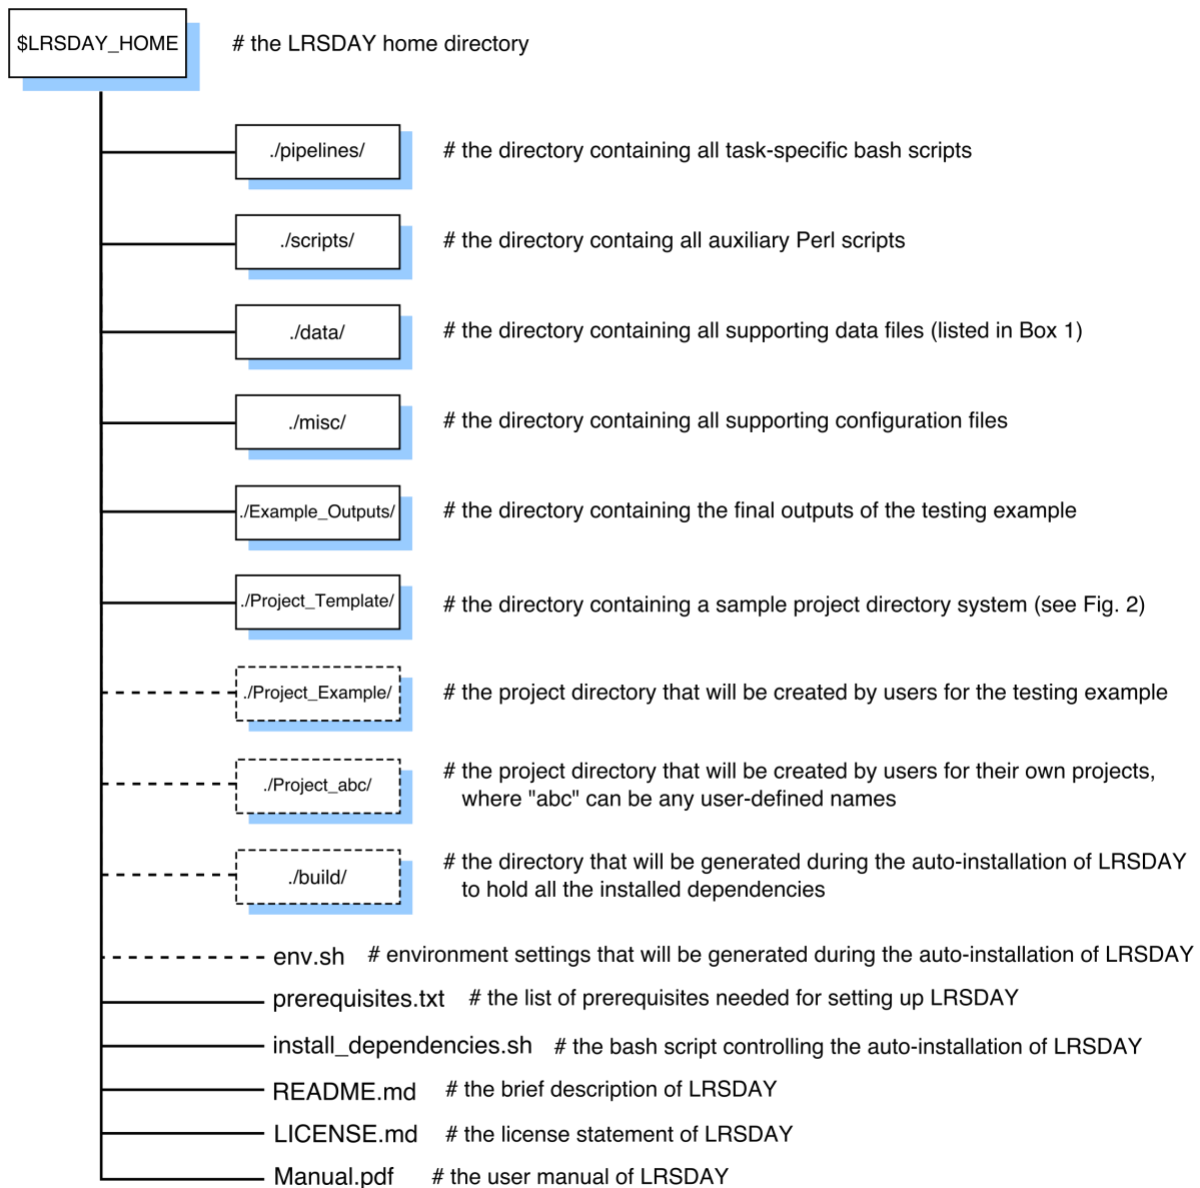 $LRSDAY_HOME # the LRSDAY home directory
./pipelines/ # the directory containing all task-specific bash scripts
./scripts/ # the directory containg all auxiliary Perl scripts
./data/ # the directory containing all supporting data files (listed in Box 1)
./misc/ # the directory containing all supporting configuration files
./Example_Outputs/ # the directory containing the final outputs of the testing example
./Project_Template/ # the directory containing a sample project directory system (see Fig. 2)
./Project_Example/ # the project directory that will be created by users for the testing example
./Project_abc/ # the project directory that will be created by users for their own projects,
where "abc" can be any user-defined names
./build/ # the directory that will be generated during the auto-installation of LRSDAY
to hold all the installed dependencies
env.sh # environment settings that will be generated during the auto-installation of LRSDAY
prerequisites.txt # the list of prerequisites needed for setting up LRSDAY
install_dependencies.sh # the bash script controlling the auto-installation of LRSDAY
README.md # the brief description of LRSDAY
LICENSE.md # the license statement of LRSDAY
Manual.pdf # the user manual of LRSDAY